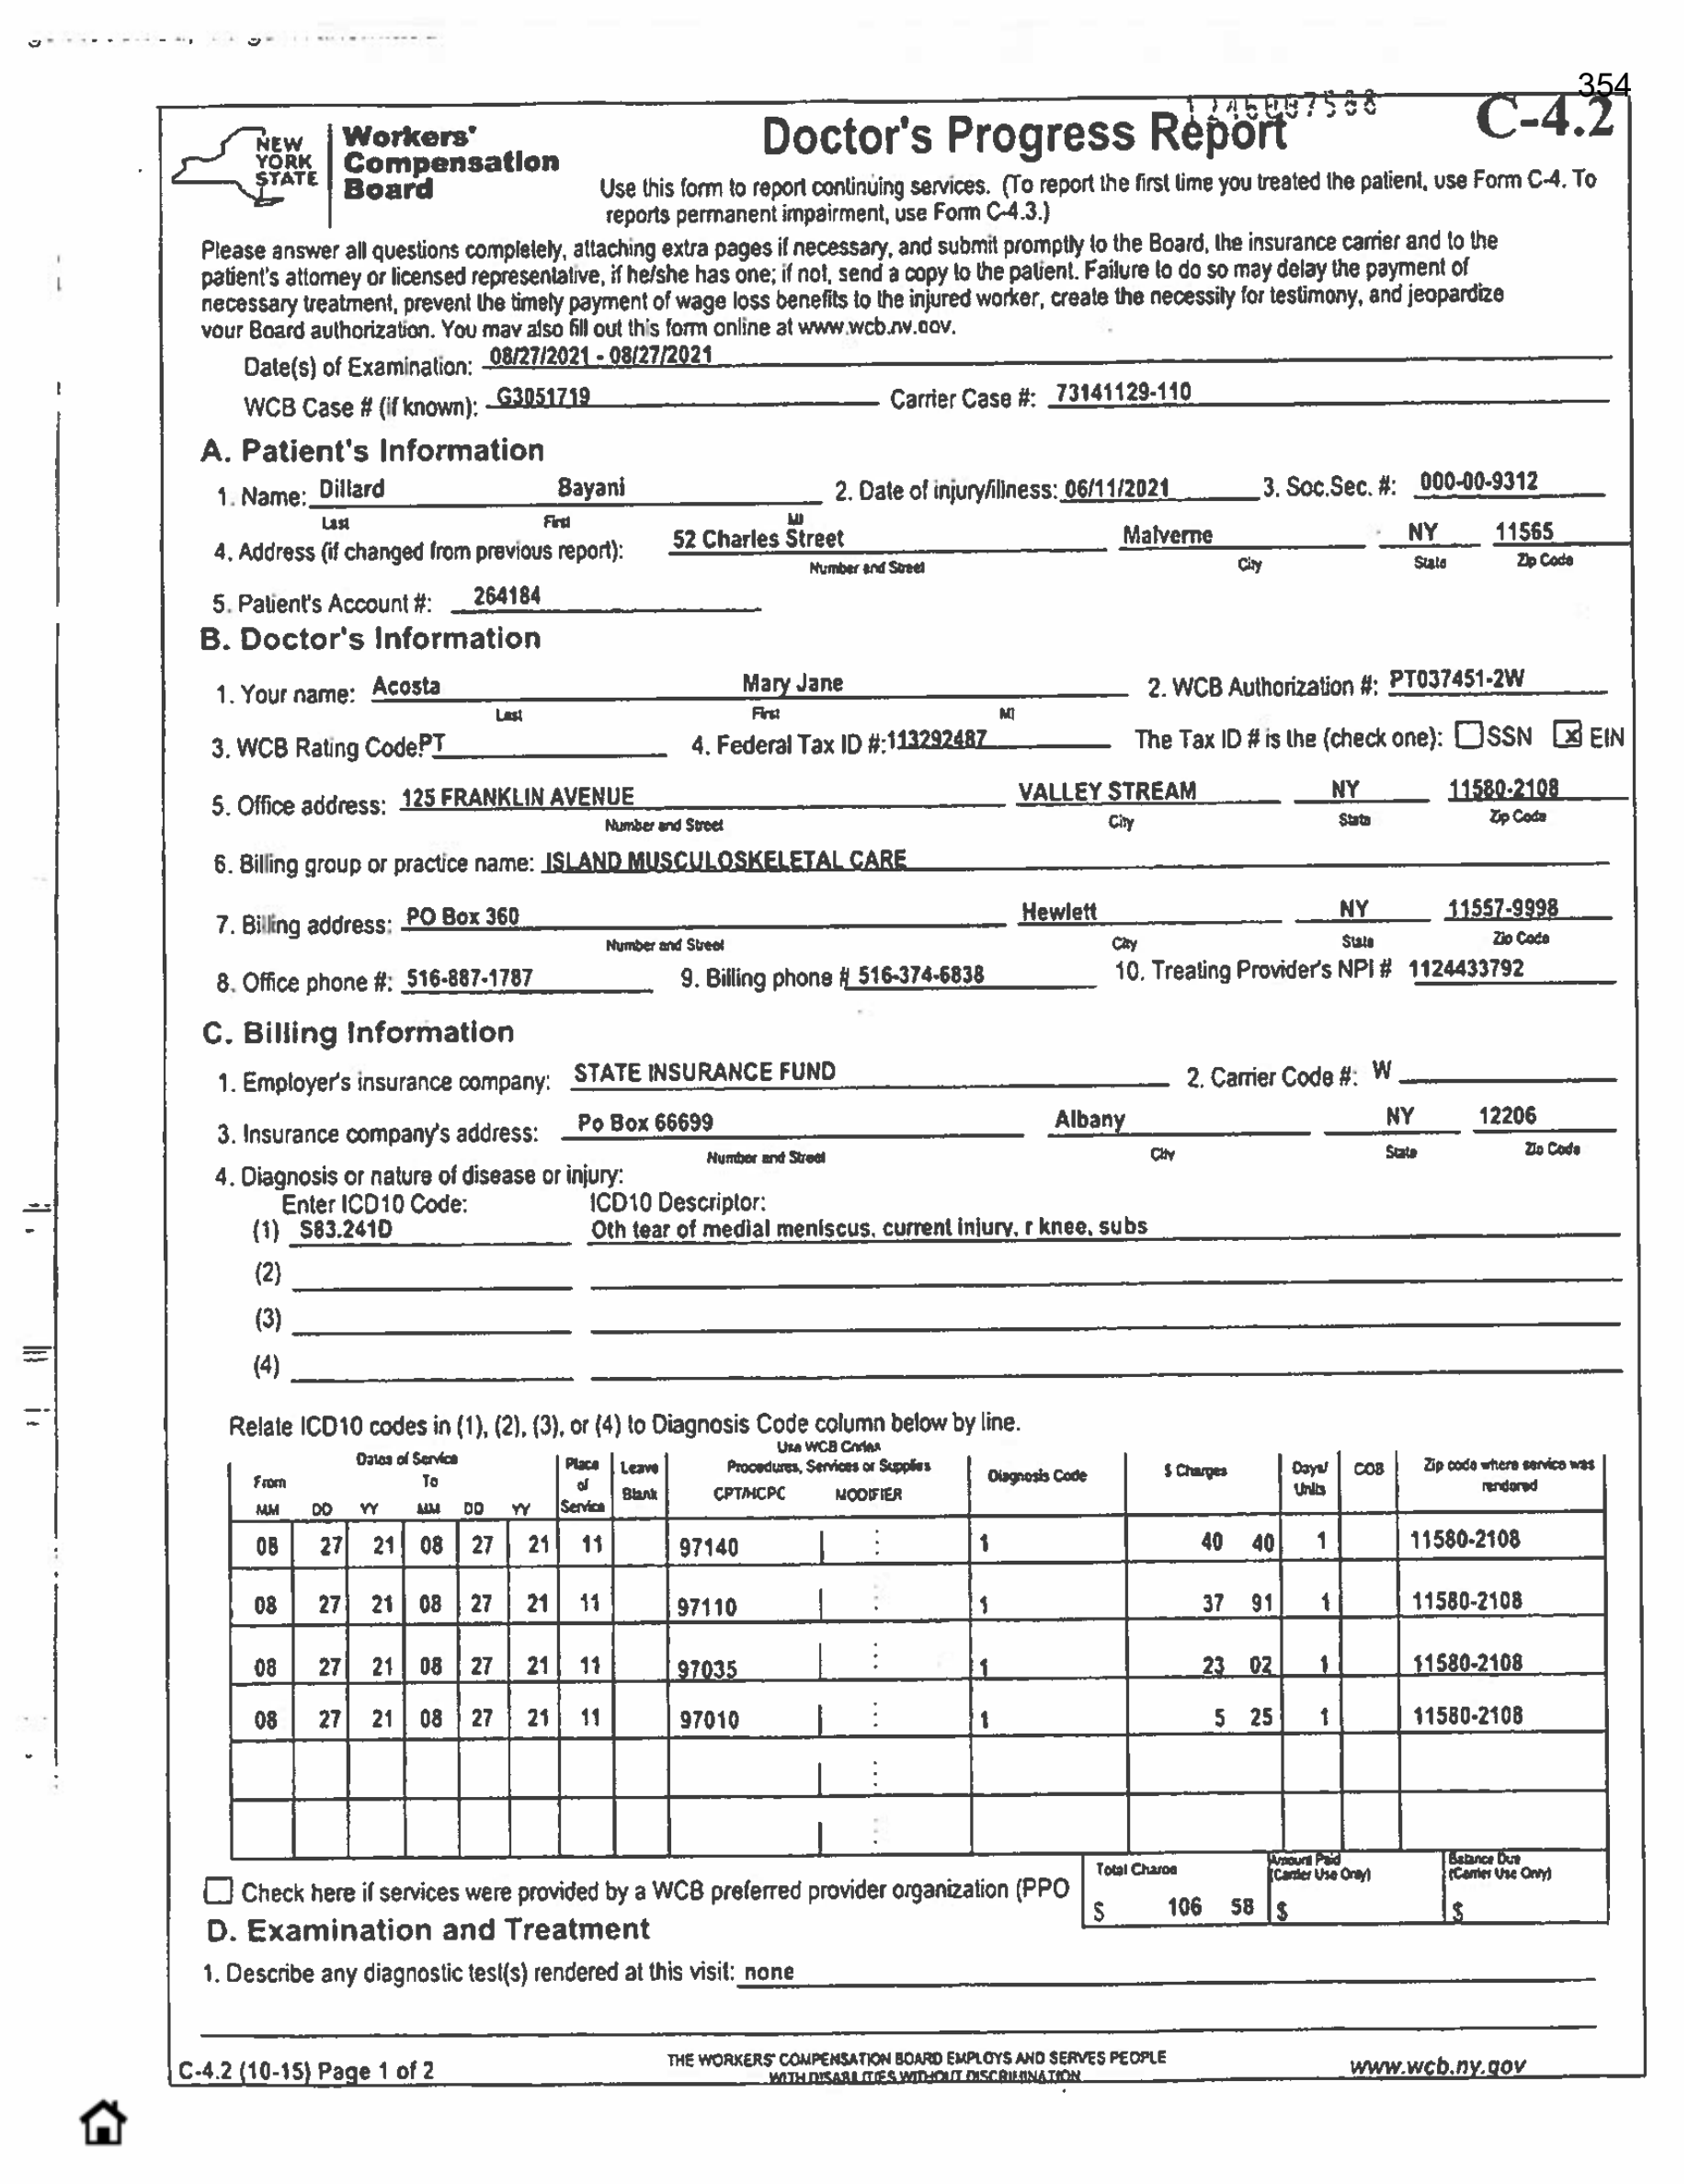 354
C-4.2
NEW YORK STATE
Workers' Compensation Board
Doctor's Progress Report
Use this form to report continuing services. (To report the first time you treated the patient, use Form C-4. To
reports permanent impairment, use Form C-4.3.)
Please answer all questions completely, attaching extra pages if necessary, and submit promptly to the Board, the insurance carrier and to the
patient's attorney or licensed representative, if he/she has one; if not, send a copy to the patient. Failure to do so may delay the payment of
necessary treatment, prevent the timely payment of wage loss benefits to the injured worker, create the necessity for testimony, and jeopardize
your Board authorization. You may also fill out this form online at www.wcb.ny.gov.
Date(s) of Examination: 08/27/2021 - 08/27/2021
WCB Case # (if known): G3051719 Carrier Case #: 73141129-110
A. Patient's Information
1. Name: Dillard Bayani 2. Date of injury/illness: 06/11/2021 3. Soc.Sec. #: 000-00-9312
Last First MI
4. Address (if changed from previous report): 52 Charles Street Malverne NY 11565
Number and Street City State Zip Code
5. Patient's Account #: 264184
B. Doctor's Information
1. Your name: Acosta Mary Jane 2. WCB Authorization #: PT037451-2W
Last First MI
3. WCB Rating Code: PT 4. Federal Tax ID #: 113292487 The Tax ID # is the (check one): SSN x EIN
5. Office address: 125 FRANKLIN AVENUE VALLEY STREAM NY 11580-2108
Number and Street City State Zip Code
6. Billing group or practice name: ISLAND MUSCULOSKELETAL CARE
7. Billing address: PO Box 360 Hewlett NY 11557-9998
Number and Street City State Zip Code
8. Office phone #: 516-887-1787 9. Billing phone # 516-374-6838 10. Treating Provider's NPI # 1124433792
C. Billing Information
1. Employer's insurance company: STATE INSURANCE FUND 2. Carrier Code #: W
3. Insurance company's address: Po Box 66699 Albany NY 12206
Number and Street City State Zip Code
4. Diagnosis or nature of disease or injury:
Enter ICD10 Code: ICD10 Descriptor:
(1) S83.241D Oth tear of medial meniscus, current injury, r knee, subs
(2)
(3)
(4)
Relate ICD10 codes in (1), (2), (3), or (4) to Diagnosis Code column below by line.
Dates of Service Place of Service Leave Blank Use WCB Codes Procedures, Services or Supplies Diagnosis Code $ Charges Days/ Units COB Zip code where service was rendered
From To CPT/HCPC MODIFIER
MM DD YY MM DD YY
08 27 21 08 27 21 11 97140 1 40 40 1 11580-2108
08 27 21 08 27 21 11 97110 1 37 91 1 11580-2108
08 27 21 08 27 21 11 97035 1 23 02 1 11580-2108
08 27 21 08 27 21 11 97010 1 5 25 1 11580-2108
Check here if services were provided by a WCB preferred provider organization (PPO
Total Charge Amount Paid (Carrier Use Only) Balance Due (Carrier Use Only)
$ 106 58 $ $
D. Examination and Treatment
1. Describe any diagnostic test(s) rendered at this visit: none
C-4.2 (10-15) Page 1 of 2
THE WORKERS' COMPENSATION BOARD EMPLOYS AND SERVES PEOPLE
WITH DISABILITIES WITHOUT DISCRIMINATION
www.wcb.ny.gov